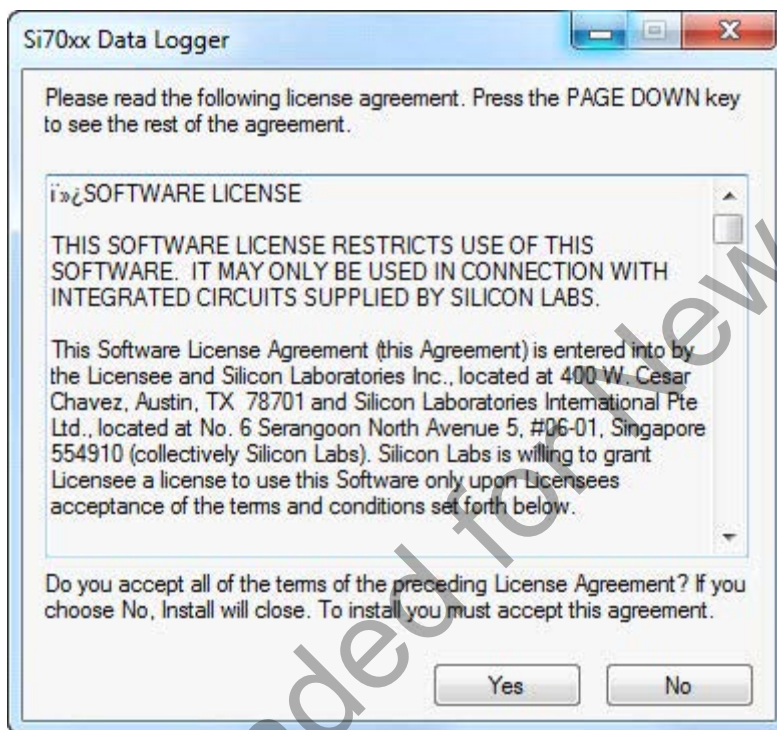 Si70xx Data Logger
Please read the following license agreement. Press the PAGE DOWN key
to see the rest of the agreement.
ï»¿SOFTWARE LICENSE
THIS SOFTWARE LICENSE RESTRICTS USE OF THIS
SOFTWARE.  IT MAY ONLY BE USED IN CONNECTION WITH
INTEGRATED CIRCUITS SUPPLIED BY SILICON LABS.
This Software License Agreement (this Agreement) is entered into by
the Licensee and Silicon Laboratories Inc., located at 400 W. Cesar
Chavez, Austin, TX  78701 and Silicon Laboratories International Pte
Ltd., located at No. 6 Serangoon North Avenue 5, #06-01, Singapore
554910 (collectively Silicon Labs). Silicon Labs is willing to grant
Licensee a license to use this Software only upon Licensees
acceptance of the terms and conditions set forth below.
Do you accept all of the terms of the preceding License Agreement? If you
choose No, Install will close. To install you must accept this agreement.
Yes
No
ded for New